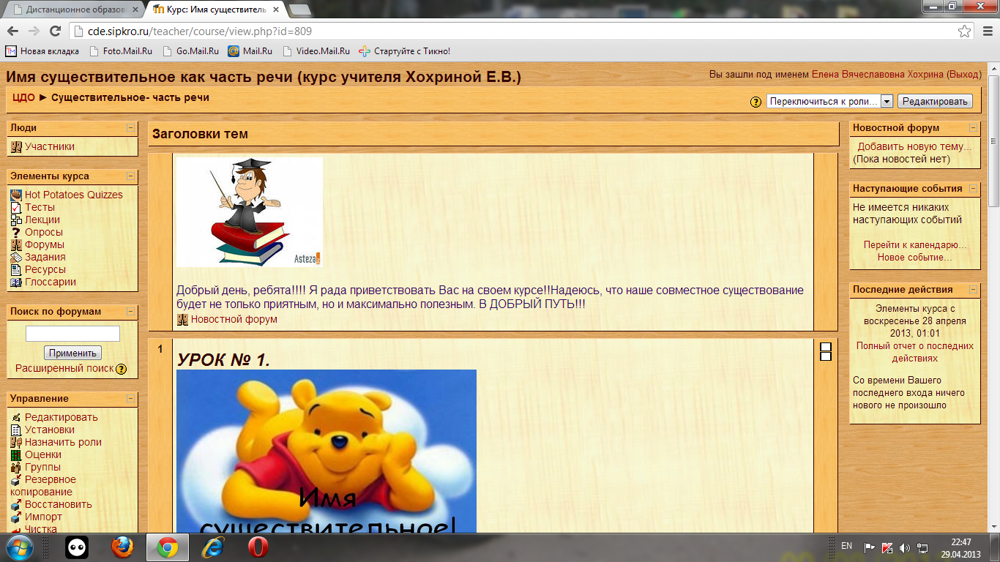 Дистанционное образова
Курс: Имя существитель
cde.sipkro.ru/teacher/course/view.php?id=809
Новая вкладка
Foto.Mail.Ru
Go.Mail.Ru
Mail.Ru
Video.Mail.Ru
Стартуйте с Тикно!
Имя существительное как часть речи (курс учителя Хохриной Е.В.)
Вы зашли под именем Елена Вячеславовна Хохрина (Выход)
ЦДО ► Существительное- часть речи
Переключиться к роли...
Редактировать
Люди
Участники
Элементы курса
Hot Potatoes Quizzes
Тесты
Лекции
Опросы
Форумы
Задания
Ресурсы
Глоссарии
Поиск по форумам
Применить
Расширенный поиск
Управление
Редактировать
Установки
Назначить роли
Оценки
Группы
Резервное
копирование
Восстановить
Импорт
Чистка
Заголовки тем
Asteza
Добрый день, ребята!!!! Я рада приветствовать Вас на своем курсе!!Надеюсь, что наше совместное существование
будет не только приятным, но и максимально полезным. В ДОБРЫЙ ПУТЬ!!!
Новостной форум
1
УРОК № 1.
Имя
существительное!
Новостной форум
Добавить новую тему...
(Пока новостей нет)
Наступающие события
Не имеется никаких
наступающих событий
Перейти к календарю...
Новое событие...
Последние действия
Элементы курса с
воскресенье 28 апреля
2013, 01:01
Полный отчет о последних
действиях
Со времени Вашего
последнего входа ничего
нового не произошло
EN
22:47
29.04.2013